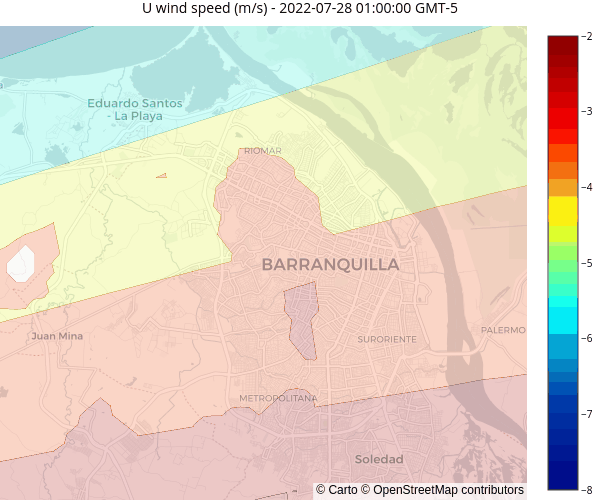 U wind speed (m/s) - 2022-07-28 01:00:00 GMT-5
−2
Eduardo Santos
- La Playa
−3
RIOMAR
−4
BARRANQUILLA
−5
Juan Mina
SURORIENTE
PALERMO
−6
METROPOLITANA
−7
Soledad
© Carto © OpenStreetMap contributors
−8